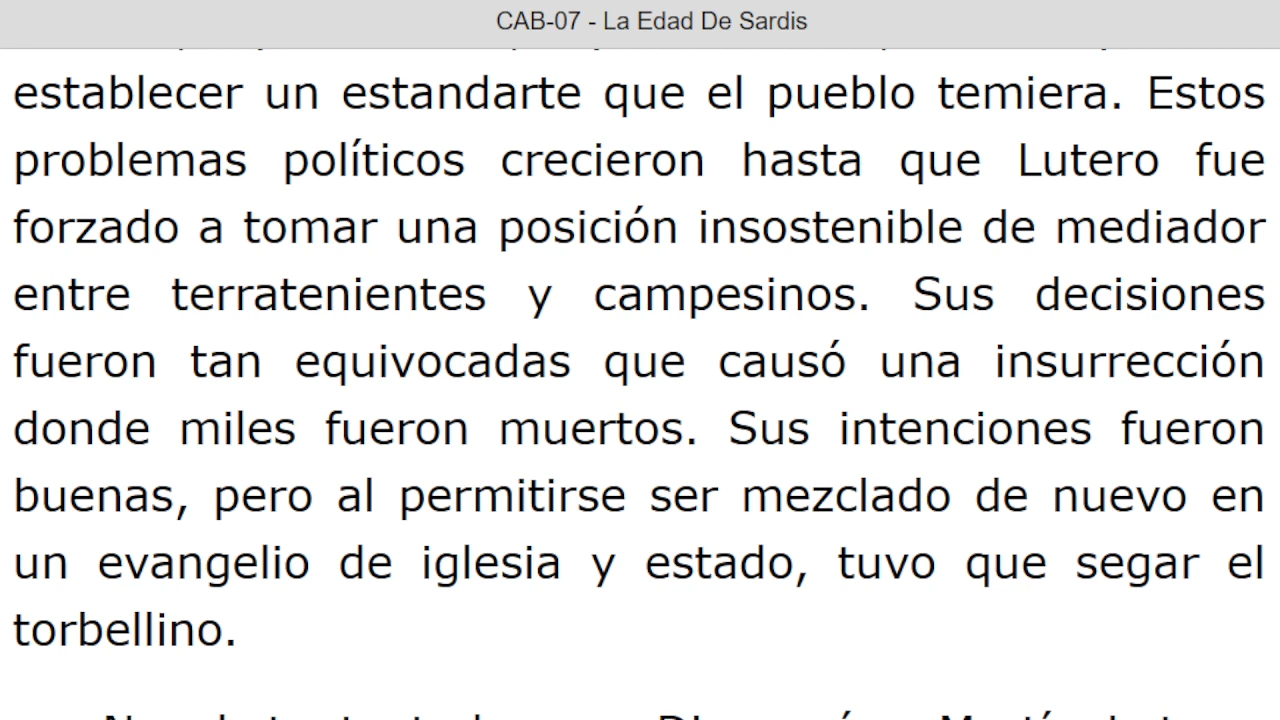 CAB-07 - La Edad De Sardis
establecer un estandarte que el pueblo temiera. Estos
problemas políticos crecieron hasta que Lutero fue
forzado a tomar una posición insostenible de mediador
entre terratenientes y campesinos. Sus decisiones
fueron tan equivocadas que causó una insurrección
donde miles fueron muertos. Sus intenciones fueron
buenas, pero al permitirse ser mezclado de nuevo en
un evangelio de iglesia y estado, tuvo que segar el
torbellino.